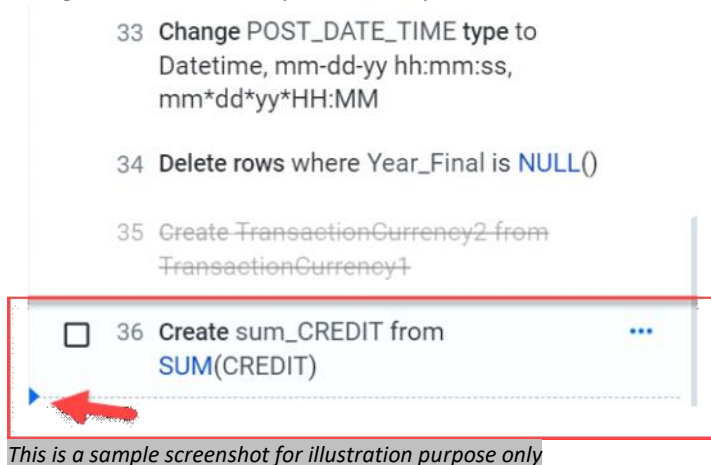 33 Change POST_DATE_TIME type to
Datetime, mm-dd-yy hh:mm:ss,
mm*dd*yy*HH:MM
34 Delete rows where Year_Final is NULL()
35 Create TransactionCurrency2 from
TransactionCurrency1
36 Create sum_CREDIT from
SUM(CREDIT)
This is a sample screenshot for illustration purpose only